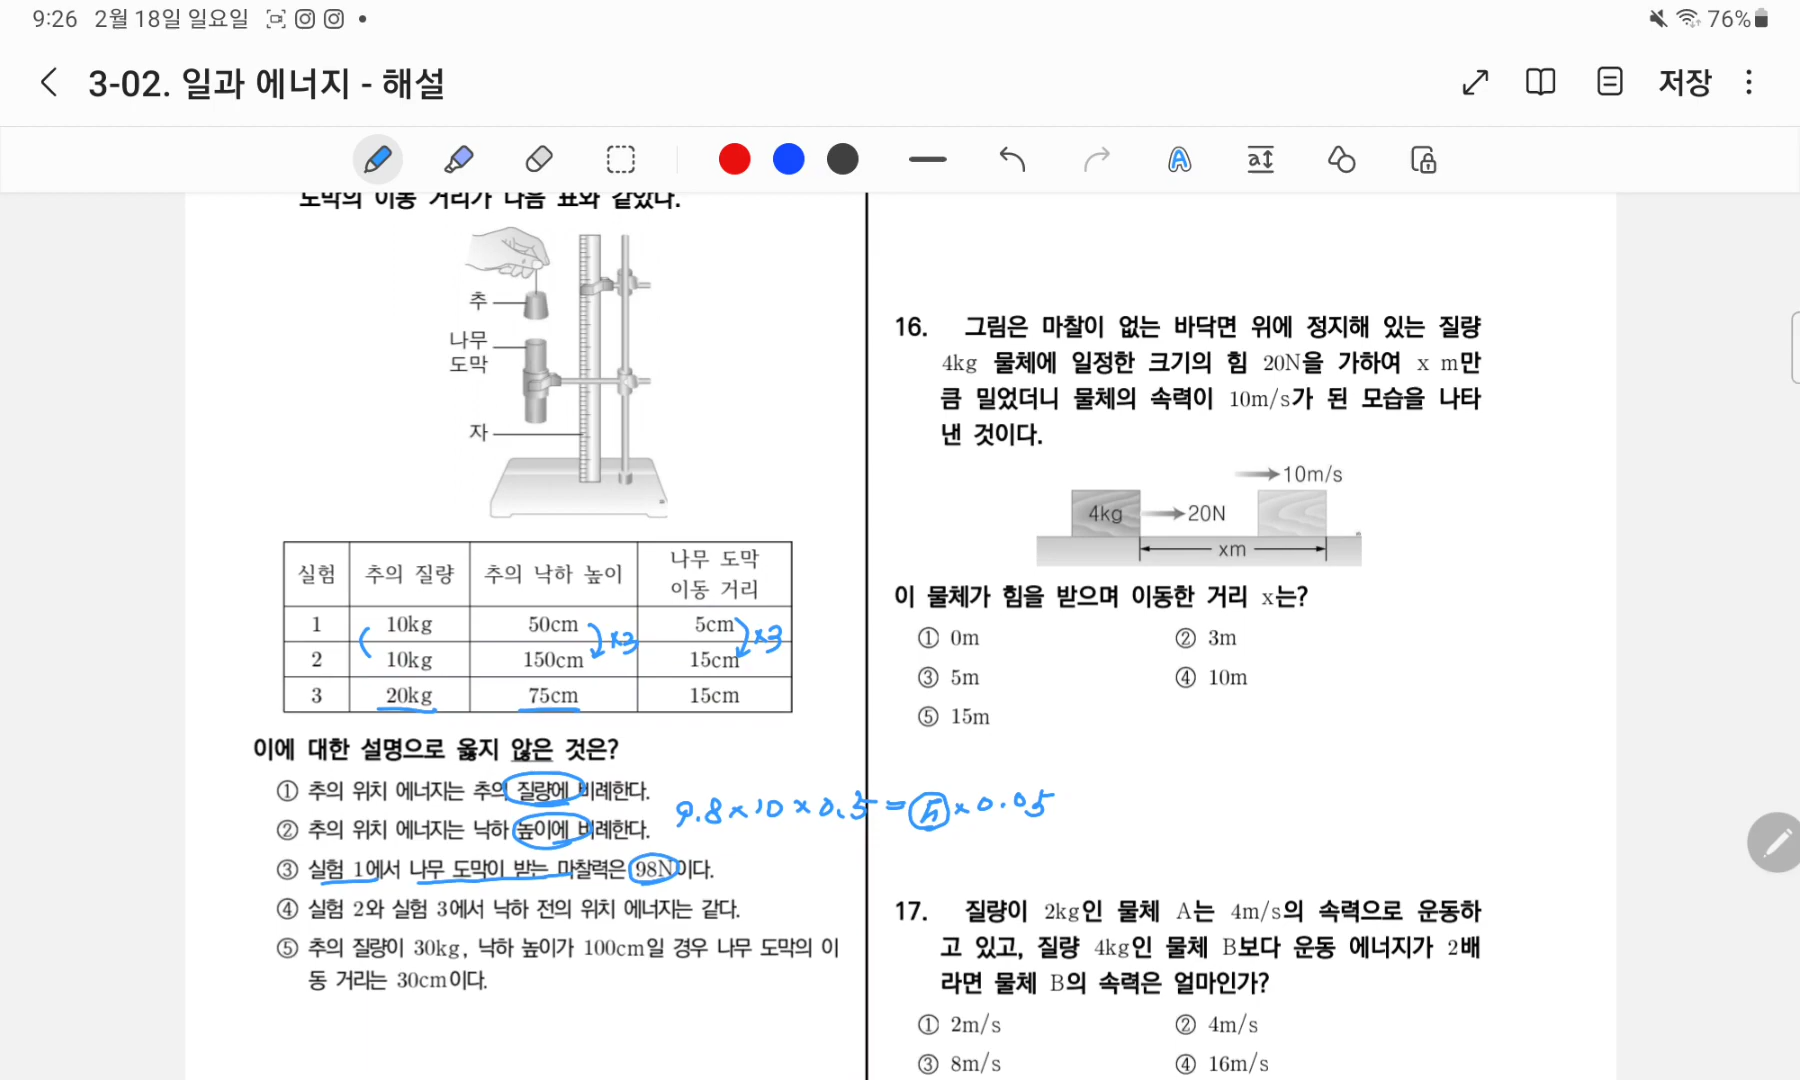 9:26 2월 18일 일요일
76%
3-02. 일과 에너지 - 해설
저장
도막의 이동 거리가 다음 표와 같았다.
추
나무
도막
자
실험 추의 질량 추의 낙하 높이 나무 도막 이동 거리
1 10kg 50cm 5cm
×3 ×3
2 10kg 150cm 15cm
3 20kg 75cm 15cm
이에 대한 설명으로 옳지 않은 것은?
① 추의 위치 에너지는 추의 질량에 비례한다.
② 추의 위치 에너지는 낙하 높이에 비례한다.
9.8×10×0.5=h×0.05
③ 실험 1에서 나무 도막이 받는 마찰력은 98N이다.
④ 실험 2와 실험 3에서 낙하 전의 위치 에너지는 같다.
⑤ 추의 질량이 30kg, 낙하 높이가 100cm일 경우 나무 도막의 이
동 거리는 30cm이다.
16. 그림은 마찰이 없는 바닥면 위에 정지해 있는 질량
4kg 물체에 일정한 크기의 힘 20N을 가하여 x m만
큼 밀었더니 물체의 속력이 10m/s가 된 모습을 나타
낸 것이다.
10m/s
4kg 20N
xm
이 물체가 힘을 받으며 이동한 거리 x는?
① 0m ② 3m
③ 5m ④ 10m
⑤ 15m
17. 질량이 2kg인 물체 A는 4m/s의 속력으로 운동하
고 있고, 질량 4kg인 물체 B보다 운동 에너지가 2배
라면 물체 B의 속력은 얼마인가?
① 2m/s ② 4m/s
③ 8m/s ④ 16m/s